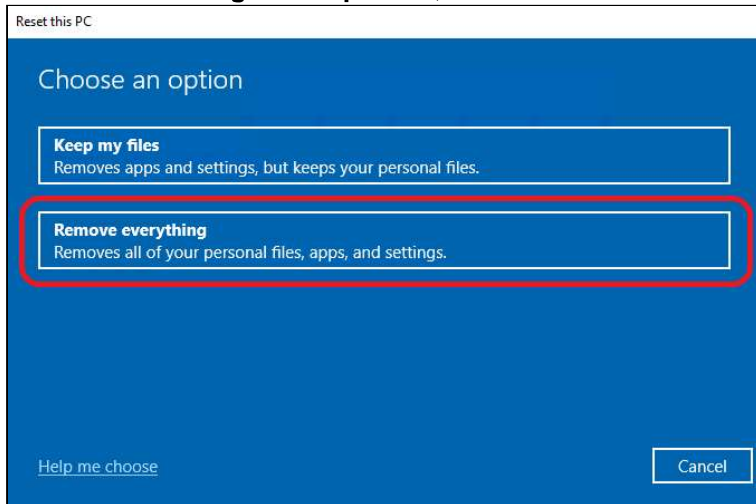 Reset this PC
Choose an option
Keep my files
Removes apps and settings, but keeps your personal files.
Remove everything
Removes all of your personal files, apps, and settings.
Help me choose
Cancel